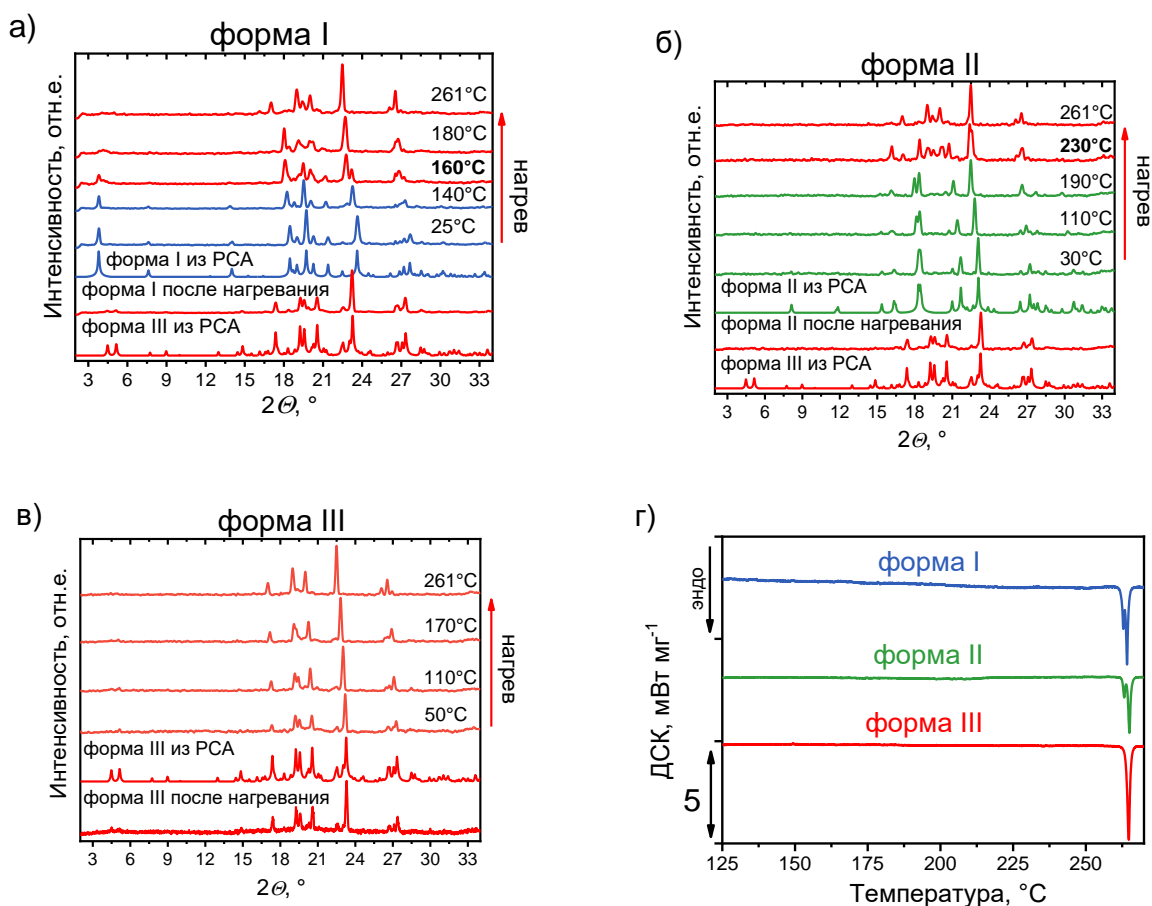 а)
форма I
Интенсивность, отн.е.
261°C
180°C
160°C
140°C
25°C
форма I из РСА
форма I после нагревания
форма III из РСА
нагрев
3 6 9 12 15 18 21 24 27 30 33
2Θ, °
б)
форма II
Интенсивнсть, отн.е.
261°C
230°C
190°C
110°C
30°C
форма II из РСА
форма II после нагревания
форма III из РСА
нагрев
3 6 9 12 15 18 21 24 27 30 33
2Θ, °
в)
форма III
Интенсивность, отн.е.
261°C
170°C
110°C
50°C
форма III из РСА
форма III после нагревания
нагрев
3 6 9 12 15 18 21 24 27 30 33
2Θ, °
г)
ДСК, мВт мг⁻¹
эндо
5
форма I
форма II
форма III
125 150 175 200 225 250
Температура, °C